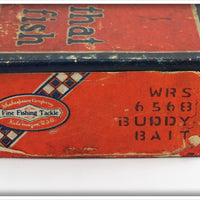 that
fish
Shakespeare Company
Fine Fishing Tackle
Kalamazoo, U.S.A.
WRS
6568
BUDDY
BAIT